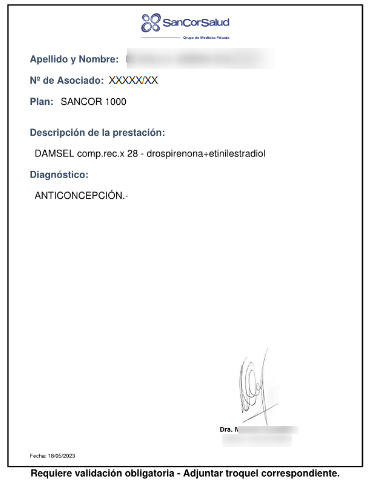 SanCorSalud
Grupo de Medicina Privada
Apellido y Nombre:
Nº de Asociado: XXXXX/XX
Plan: SANCOR 1000
Descripción de la prestación:
DAMSEL comp.rec.x 28 - drospirenona+etinilestradiol
Diagnóstico:
ANTICONCEPCIÓN.-
Dra.
Fecha: 18/05/2023
Requiere validación obligatoria - Adjuntar troquel correspondiente.